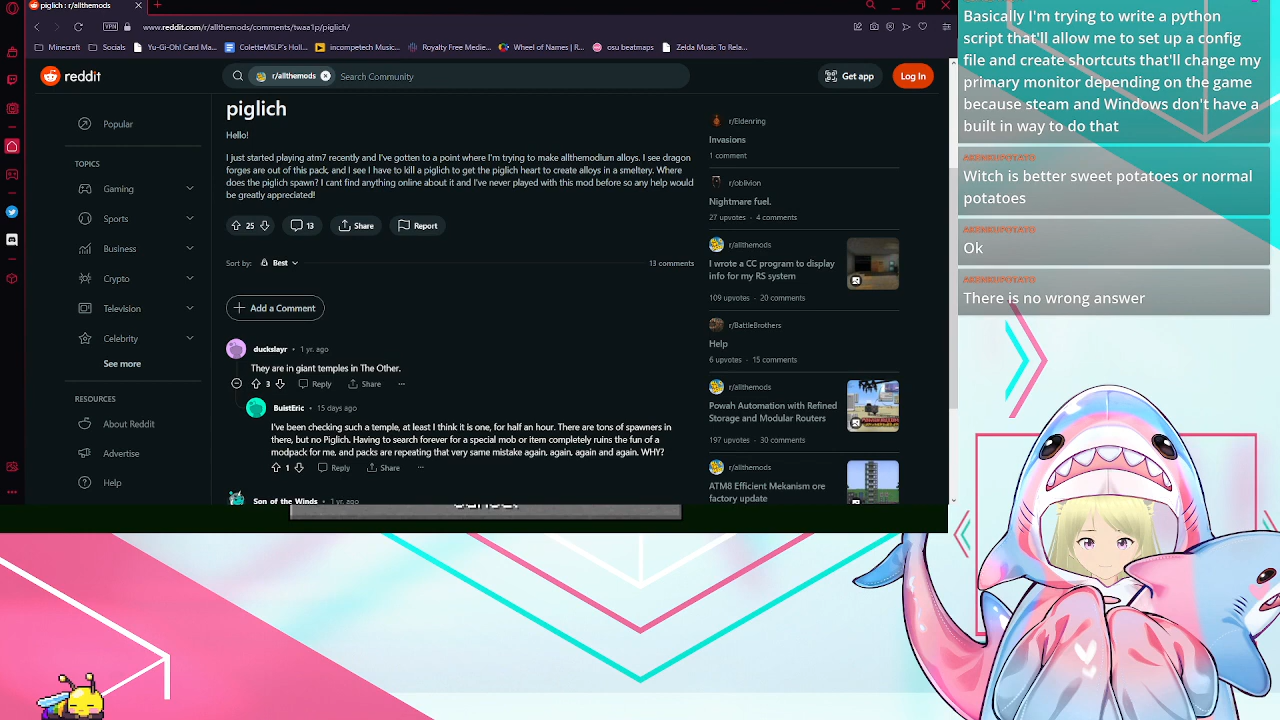 piglich : r/allthemods
www.reddit.com/r/allthemods/comments/twaa1p/piglich/
VPN
Minecraft
Socials
Yu-Gi-Oh! Card Ma...
ColetteMSLP's Mill...
incompetech Music...
Royalty Free Medie...
Wheel of Names | R...
osu beatmaps
Zelda Music To Rela...
reddit
r/allthemods
Search Community
Get app
Log In
Popular
TOPICS
Gaming
Sports
Business
Crypto
Television
Celebrity
See more
RESOURCES
About Reddit
Advertise
Help
piglich
Hello!
I just started playing atm7 recently and I've gotten to a point where I'm trying to make allthemodium alloys. I see dragon
forges are out of this pack, and I see I have to kill a piglich to get the piglich heart to create alloys in a smeltery. Where
does the piglich spawn? I cant find anything online about it and I've never played with this mod before so any help would
be greatly appreciated!
25
13
Share
Report
Sort by: Best
13 comments
Add a Comment
duckslayr • 1 yr. ago
They are in giant temples in The Other.
3
Reply
Share
...
BuistEric • 15 days ago
I've been checking such a temple, at least I think it is one, for half an hour. There are tons of spawners in
there, but no Piglich. Having to search forever for a special mob or item completely ruins the fun of a
modpack for me, and packs are repeating that very same mistake again, again, again and again. WHY?
1
Reply
Share
...
Son of the Winds • 1 yr. ago
r/Eldenring
Invasions
1 comment
r/oblivion
Nightmare fuel.
27 upvotes · 4 comments
r/allthemods
I wrote a CC program to display
info for my RS system
109 upvotes · 20 comments
r/BattleBrothers
Help
6 upvotes · 15 comments
r/allthemods
Powah Automation with Refined
Storage and Modular Routers
197 upvotes · 30 comments
r/allthemods
ATM8 Efficient Mekanism ore
factory update
Basically I'm trying to write a python
script that'll allow me to set up a config
file and create shortcuts that'll change my
primary monitor depending on the game
because steam and Windows don't have a
built in way to do that
Witch is better sweet potatoes or normal
potatoes
Ok
There is no wrong answer